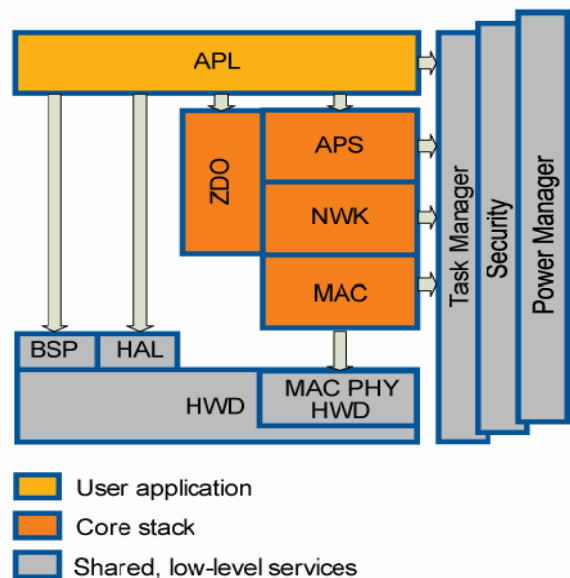 APL
ZDO
APS
NWK
MAC
BSP
HAL
HWD
MAC PHY
HWD
Task Manager
Security
Power Manager
User application
Core stack
Shared, low-level services